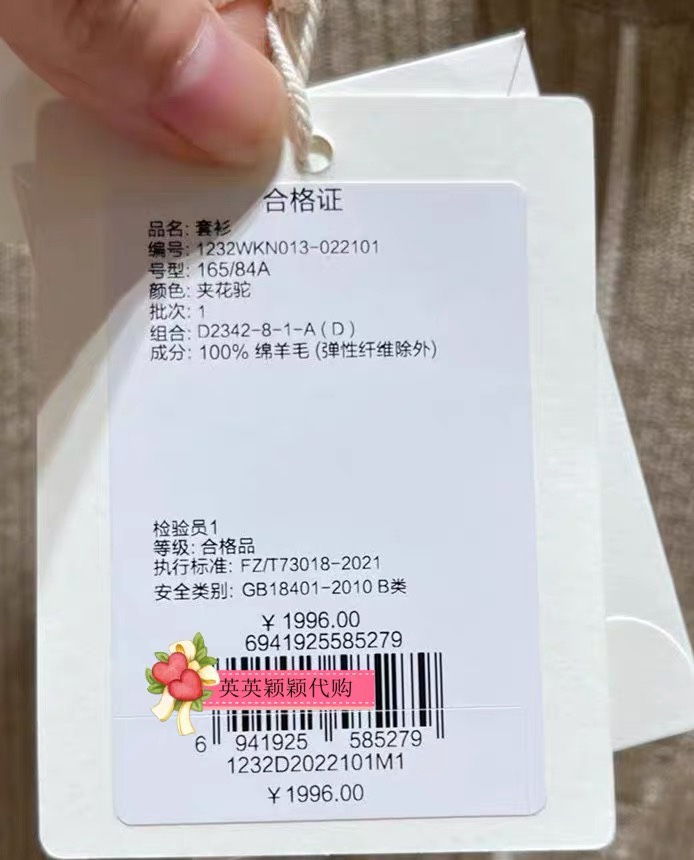 合格证
品名: 套衫
编号: 1232WKN013-022101
号型: 165/84A
颜色: 夹花驼
批次: 1
组合: D2342-8-1-A ( D )
成分: 100% 绵羊毛 (弹性纤维除外)
检验员1
等级: 合格品
执行标准: FZ/T73018-2021
安全类别: GB18401-2010 B类
¥ 1996.00
6941925585279
英英颖颖代购
6 941925 585279
1232D2022101M1
¥ 1996.00